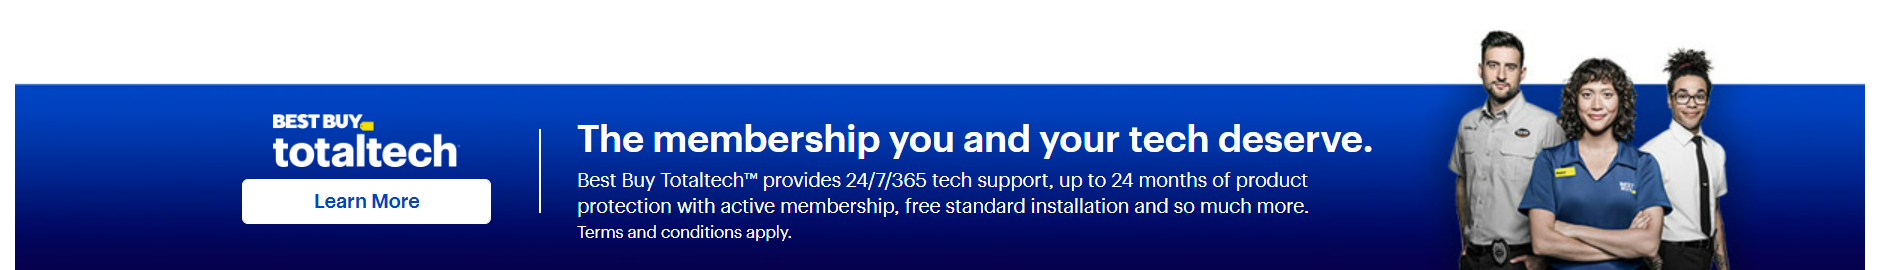 BEST BUY
totaltech
Learn More
The membership you and your tech deserve.
Best Buy Totaltech™ provides 24/7/365 tech support, up to 24 months of product
protection with active membership, free standard installation and so much more.
Terms and conditions apply.
BEST
BUY